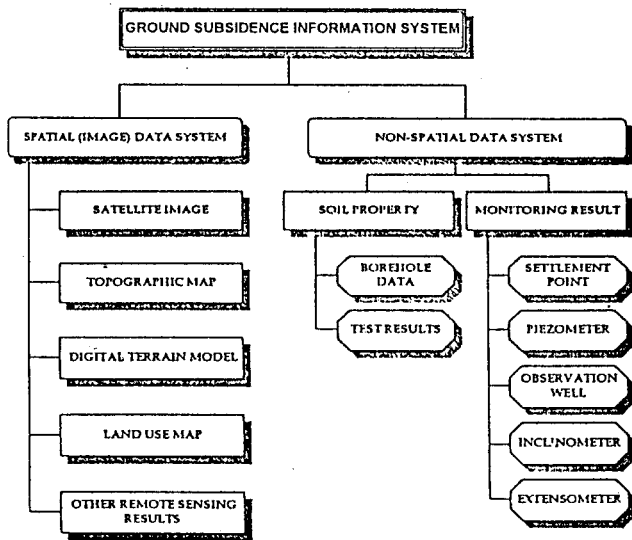 GROUND SUBSIDENCE INFORMATION SYSTEM
SPATIAL (IMAGE) DATA SYSTEM
NON-SPATIAL DATA SYSTEM
SATELLITE IMAGE
TOPOGRAPHIC MAP
DIGITAL TERRAIN MODEL
LAND USE MAP
OTHER REMOTE SENSING
RESULTS
SOIL PROPERTY
BOREHOLE
DATA
TEST RESULTS
MONITORING RESULT
SETTLEMENT
POINT
PIEZOMETER
OBSERVATION
WELL
INCLINOMETER
EXTENSOMETER